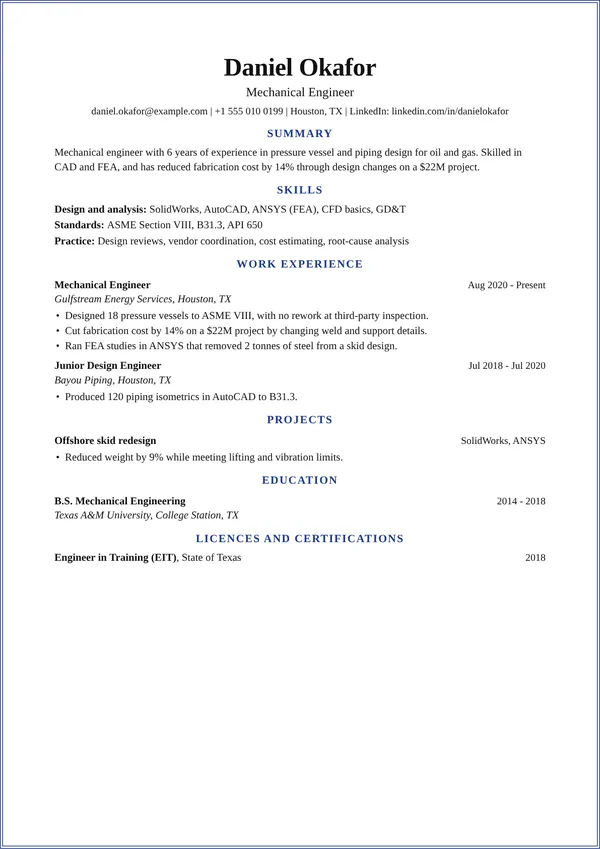 Daniel Okafor
Mechanical Engineer
daniel.okafor@example.com | +1 555 010 0199 | Houston, TX | LinkedIn: linkedin.com/in/danielokafor
SUMMARY
Mechanical engineer with 6 years of experience in pressure vessel and piping design for oil and gas. Skilled in
CAD and FEA, and has reduced fabrication cost by 14% through design changes on a $22M project.
SKILLS
Design and analysis: SolidWorks, AutoCAD, ANSYS (FEA), CFD basics, GD&T
Standards: ASME Section VIII, B31.3, API 650
Practice: Design reviews, vendor coordination, cost estimating, root-cause analysis
WORK EXPERIENCE
Mechanical Engineer Aug 2020 - Present
Gulfstream Energy Services, Houston, TX
• Designed 18 pressure vessels to ASME VIII, with no rework at third-party inspection.
• Cut fabrication cost by 14% on a $22M project by changing weld and support details.
• Ran FEA studies in ANSYS that removed 2 tonnes of steel from a skid design.
Junior Design Engineer Jul 2018 - Jul 2020
Bayou Piping, Houston, TX
• Produced 120 piping isometrics in AutoCAD to B31.3.
PROJECTS
Offshore skid redesign SolidWorks, ANSYS
• Reduced weight by 9% while meeting lifting and vibration limits.
EDUCATION
B.S. Mechanical Engineering 2014 - 2018
Texas A&M University, College Station, TX
LICENCES AND CERTIFICATIONS
Engineer in Training (EIT), State of Texas 2018